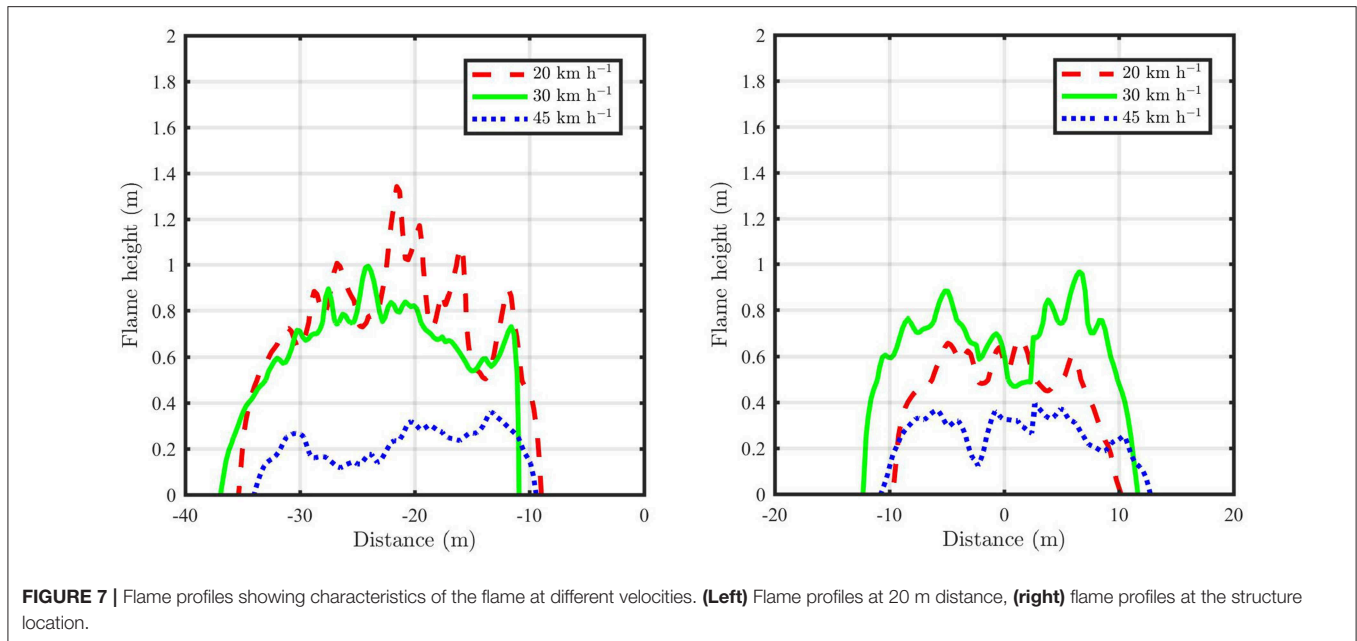 2
1.8
1.6
1.4
1.2
1
0.8
0.6
0.4
0.2
0
Flame height (m)
20 km h⁻¹
30 km h⁻¹
45 km h⁻¹
-40 -30 -20 -10 0
Distance (m)
2
1.8
1.6
1.4
1.2
1
0.8
0.6
0.4
0.2
0
Flame height (m)
20 km h⁻¹
30 km h⁻¹
45 km h⁻¹
-20 -10 0 10 20
Distance (m)
FIGURE 7 | Flame profiles showing characteristics of the flame at different velocities. (Left) Flame profiles at 20 m distance, (right) flame profiles at the structure
location.